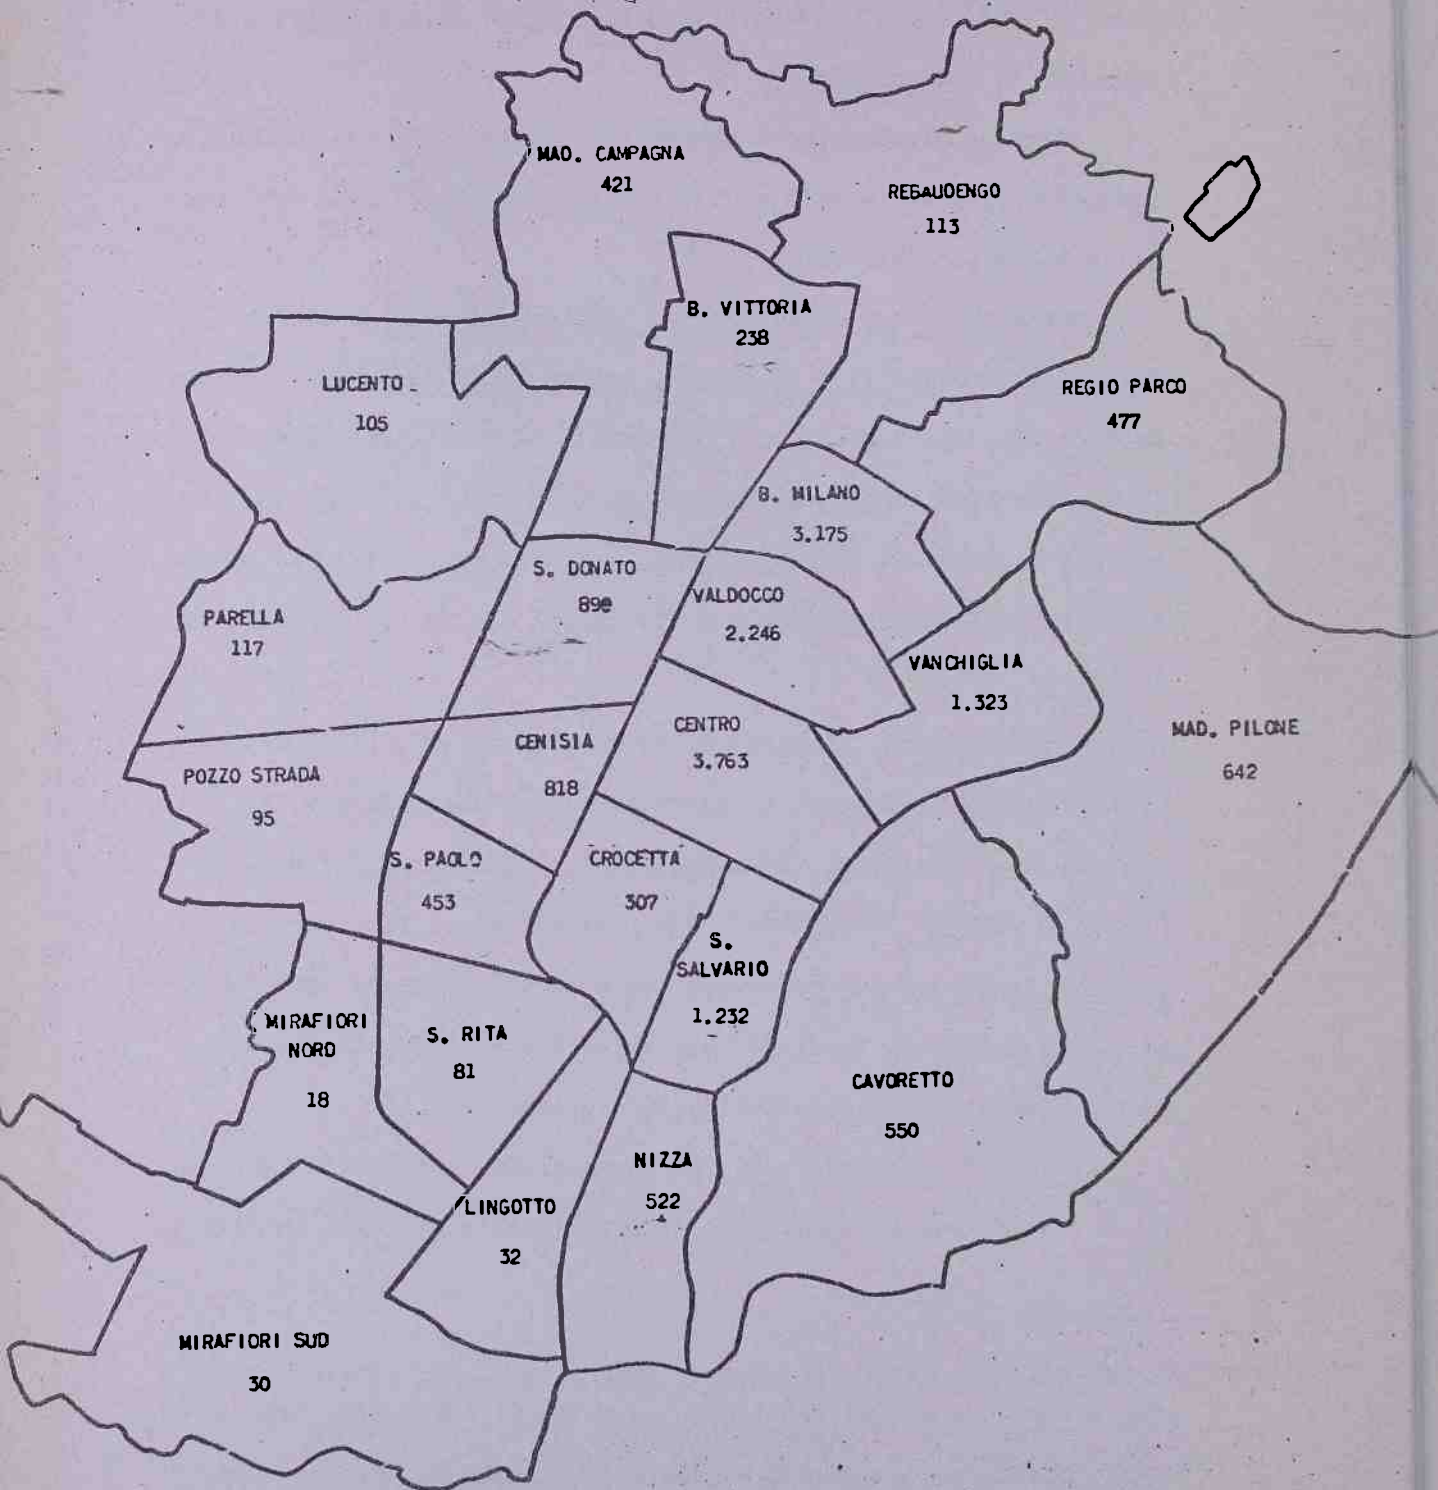 MAD. CAMPAGNA
421
REBAUDENGO
113
B. VITTORIA
238
LUCENTO
105
REGIO PARCO
477
B. MILANO
3.175
S. DONATO
898
VALDOCCO
2.246
PARELLA
117
VANCHIGLIA
1.323
CENISIA
818
CENTRO
3.763
MAD. PILONE
642
POZZO STRADA
95
S. PAOLO
453
CROCETTA
307
S.
SALVARIO
1.232
MIRAFIORI
NORD
18
S. RITA
81
CAVORETTO
550
NIZZA
522
LINGOTTO
32
MIRAFIORI SUD
30